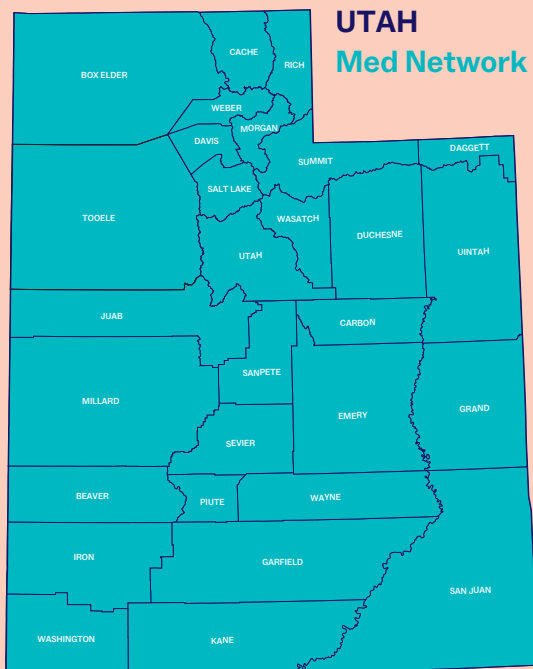 UTAH
Med Network
CACHE
RICH
BOX ELDER
WEBER
MORGAN
DAVIS
DAGGETT
SUMMIT
SALT LAKE
TOOELE
WASATCH
DUCHESNE
UINTAH
UTAH
JUAB
CARBON
SANPETE
MILLARD
GRAND
EMERY
SEVIER
BEAVER
PIUTE
WAYNE
IRON
GARFIELD
SAN JUAN
WASHINGTON
KANE